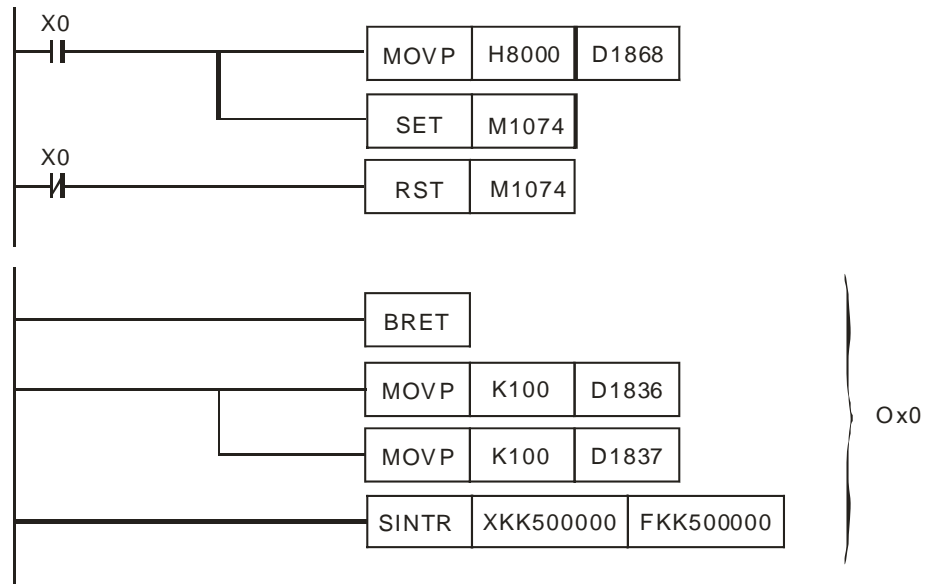 X0
MOVP H8000 D1868
SET M1074
X0
RST M1074
BRET
MOVP K100 D1836
Ox0
MOVP K100 D1837
SINTR XKK500000 FKK500000